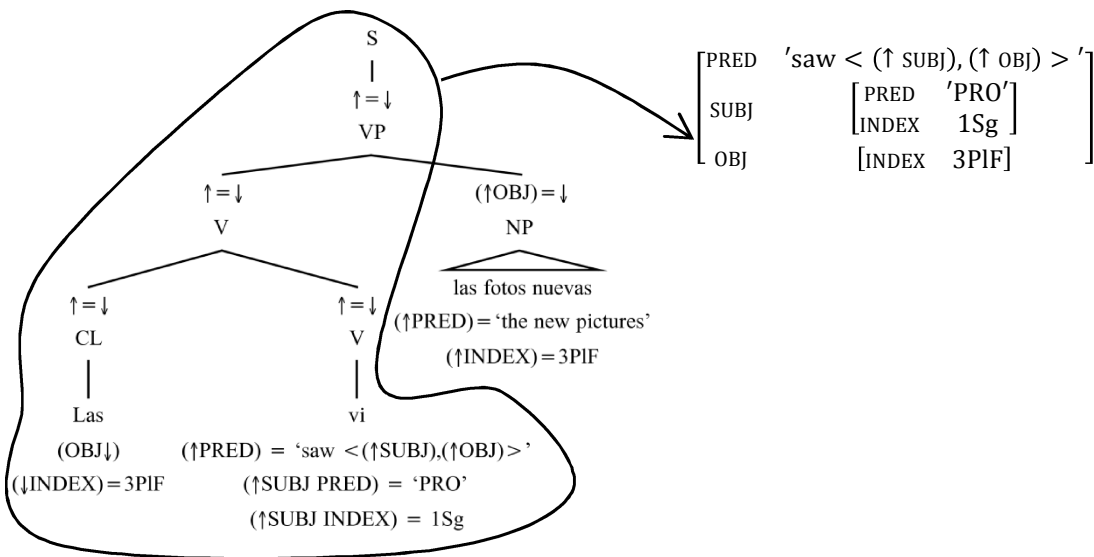 S
↑=↓
VP
↑=↓ (↑OBJ)=↓
V NP
las fotos nuevas
↑=↓ ↑=↓ (↑PRED)=‘the new pictures’
CL V (↑INDEX)=3PlF
Las vi
(OBJ↓) (↑PRED) = ‘saw <(↑SUBJ),(↑OBJ)>’
(↓INDEX)=3PlF (↑SUBJ PRED) = ‘PRO’
(↑SUBJ INDEX) = 1Sg
PRED ′saw < (↑ SUBJ), (↑ OBJ) > ′
SUBJ [PRED ′PRO′
INDEX 1Sg]
OBJ [INDEX 3PlF]